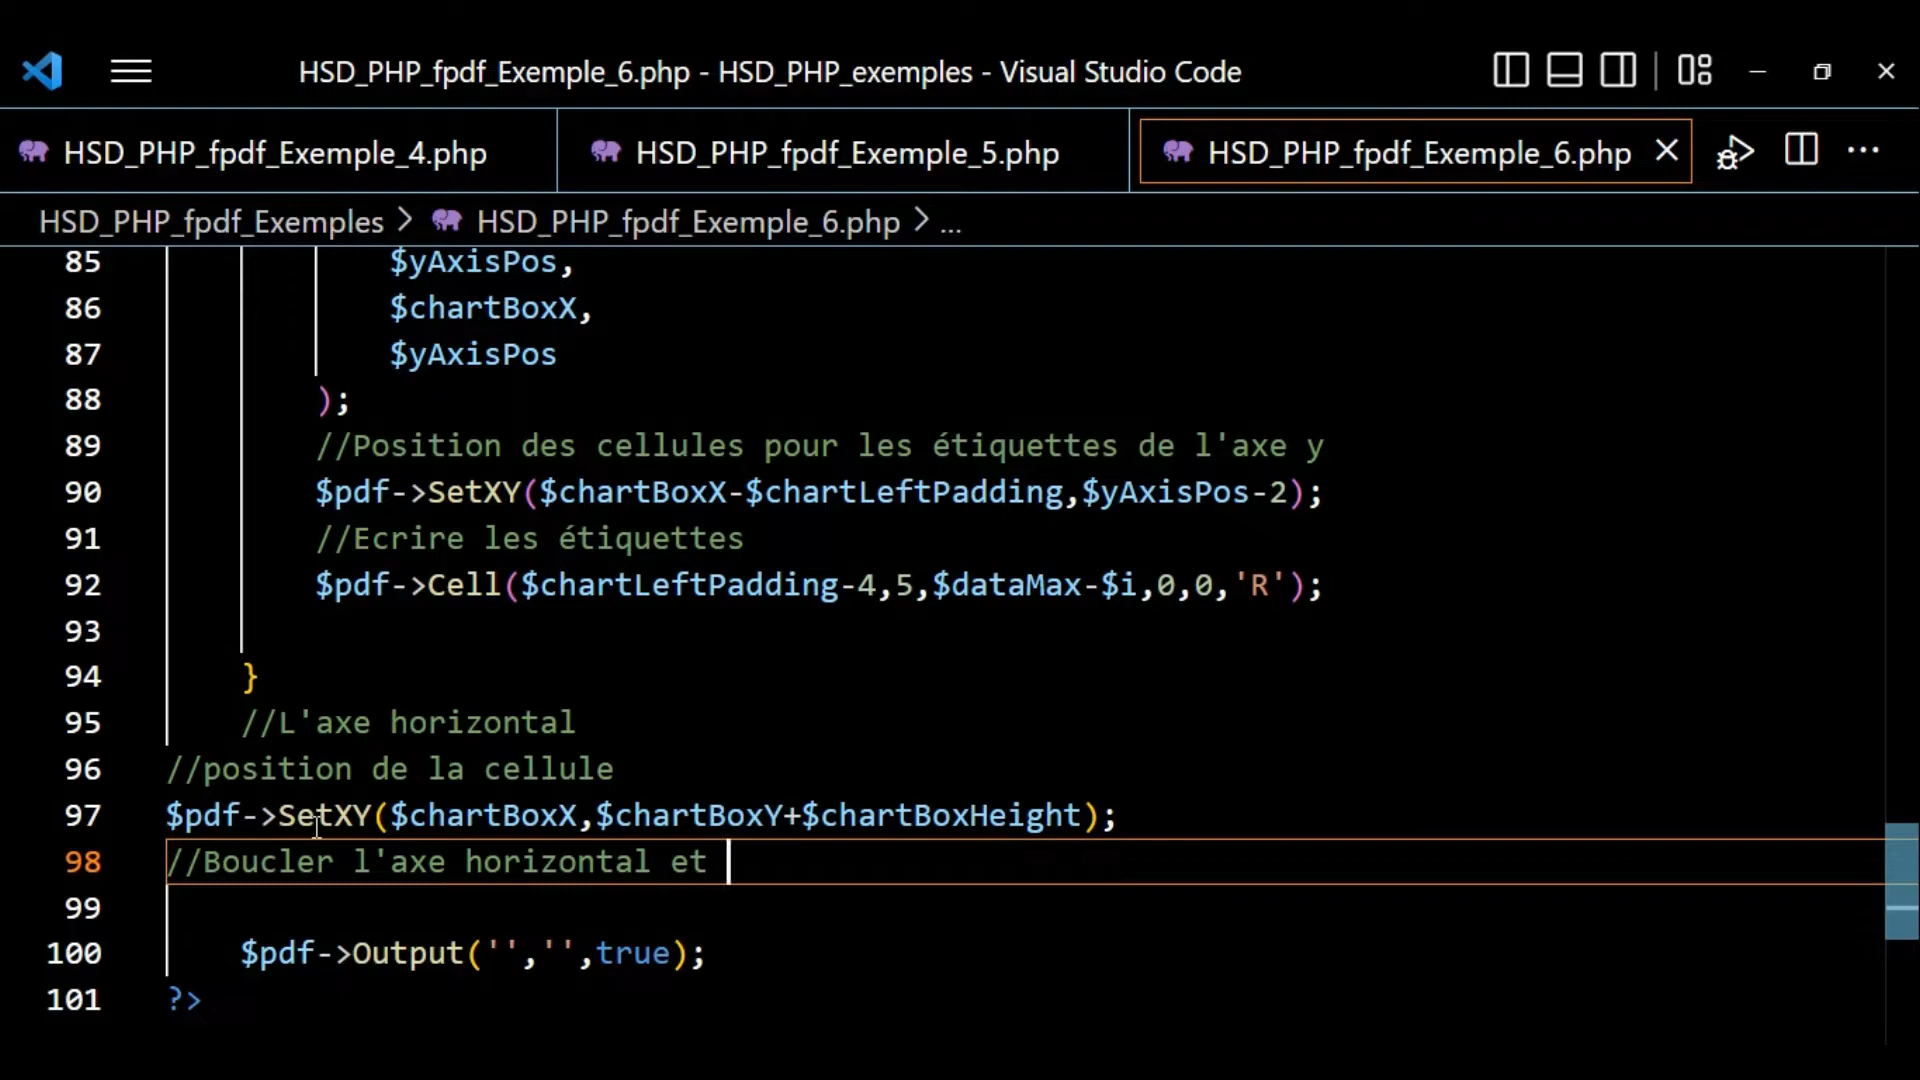 HSD_PHP_fpdf_Exemple_6.php - HSD_PHP_exemples - Visual Studio Code
HSD_PHP_fpdf_Exemple_4.php HSD_PHP_fpdf_Exemple_5.php HSD_PHP_fpdf_Exemple_6.php
HSD_PHP_fpdf_Exemples > HSD_PHP_fpdf_Exemple_6.php > ...
85 $yAxisPos,
86 $chartBoxX,
87 $yAxisPos
88 );
89 //Position des cellules pour les étiquettes de l'axe y
90 $pdf->SetXY($chartBoxX-$chartLeftPadding,$yAxisPos-2);
91 //Ecrire les étiquettes
92 $pdf->Cell($chartLeftPadding-4,5,$dataMax-$i,0,0,'R');
93
94 }
95 //L'axe horizontal
96 //position de la cellule
97 $pdf->SetXY($chartBoxX,$chartBoxY+$chartBoxHeight);
98 //Boucler l'axe horizontal et
99
100 $pdf->Output('','',true);
101 ?>